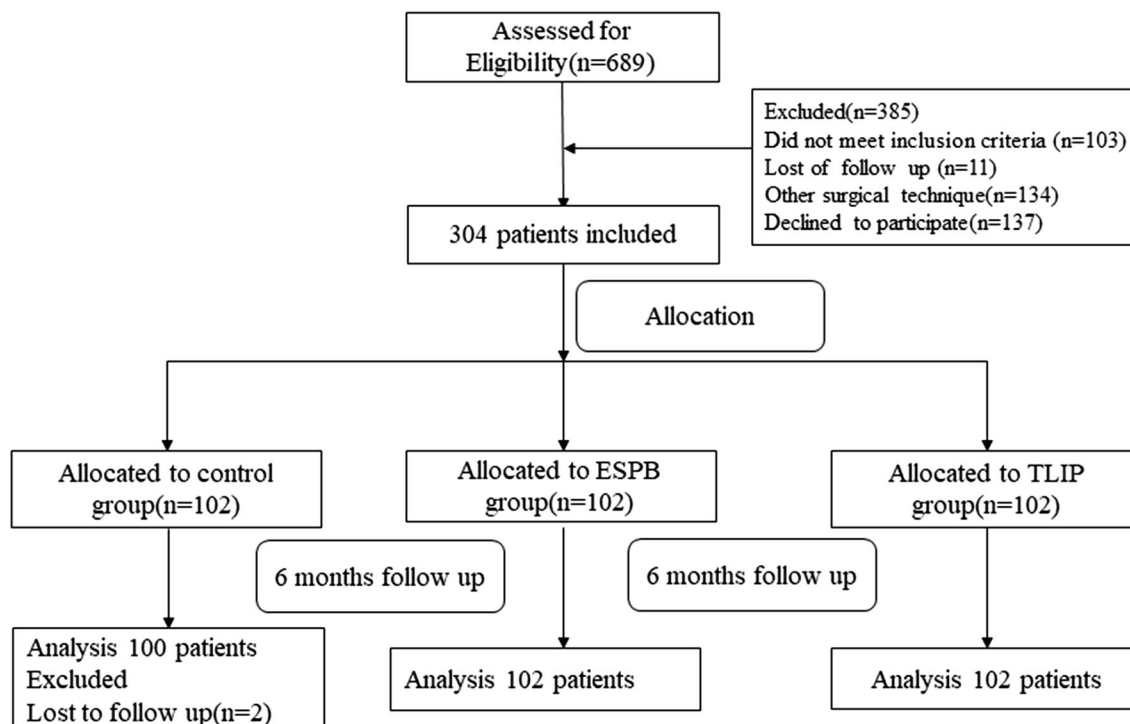 Assessed for
Eligibility(n=689)
Excluded(n=385)
Did not meet inclusion criteria (n=103)
Lost of follow up (n=11)
Other surgical technique(n=134)
Declined to participate(n=137)
304 patients included
Allocation
Allocated to control
group(n=102)
Allocated to ESPB
group(n=102)
Allocated to TLIP
group(n=102)
6 months follow up
6 months follow up
Analysis 100 patients
Excluded
Lost to follow up(n=2)
Analysis 102 patients
Analysis 102 patients